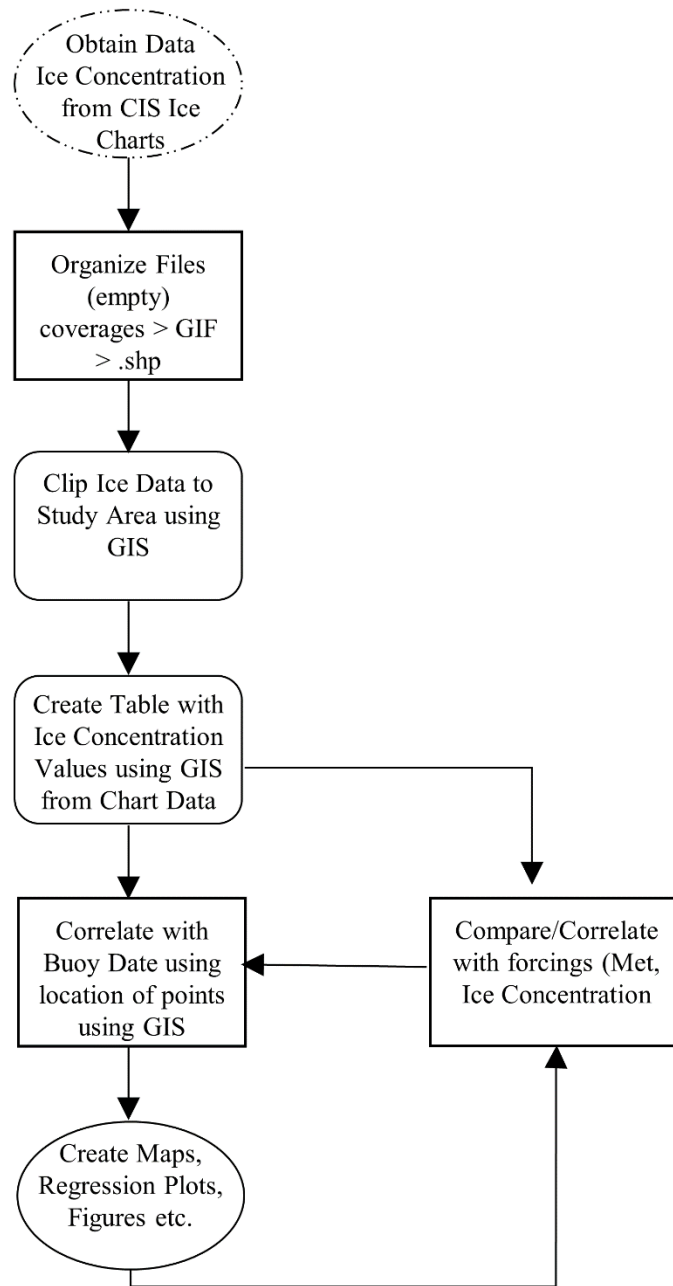 Obtain Data
Ice Concentration
from CIS Ice
Charts
Organize Files
(empty)
coverages > GIF
> .shp
Clip Ice Data to
Study Area using
GIS
Create Table with
Ice Concentration
Values using GIS
from Chart Data
Correlate with
Buoy Date using
location of points
using GIS
Compare/Correlate
with forcings (Met,
Ice Concentration
Create Maps,
Regression Plots,
Figures etc.